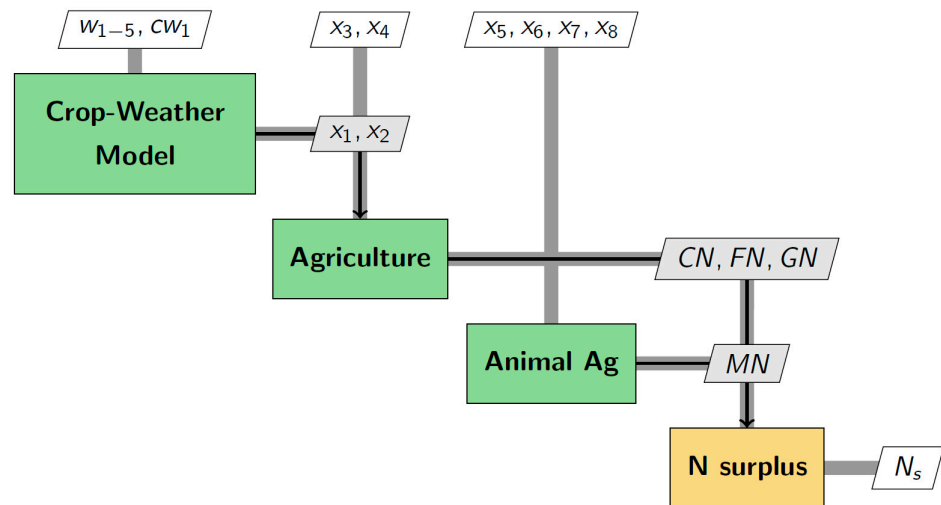 w₁₋₅, cw₁
x₃, x₄
x₅, x₆, x₇, x₈
Crop-Weather
Model
x₁, x₂
Agriculture
CN, FN, GN
Animal Ag
MN
N surplus
Nₛ